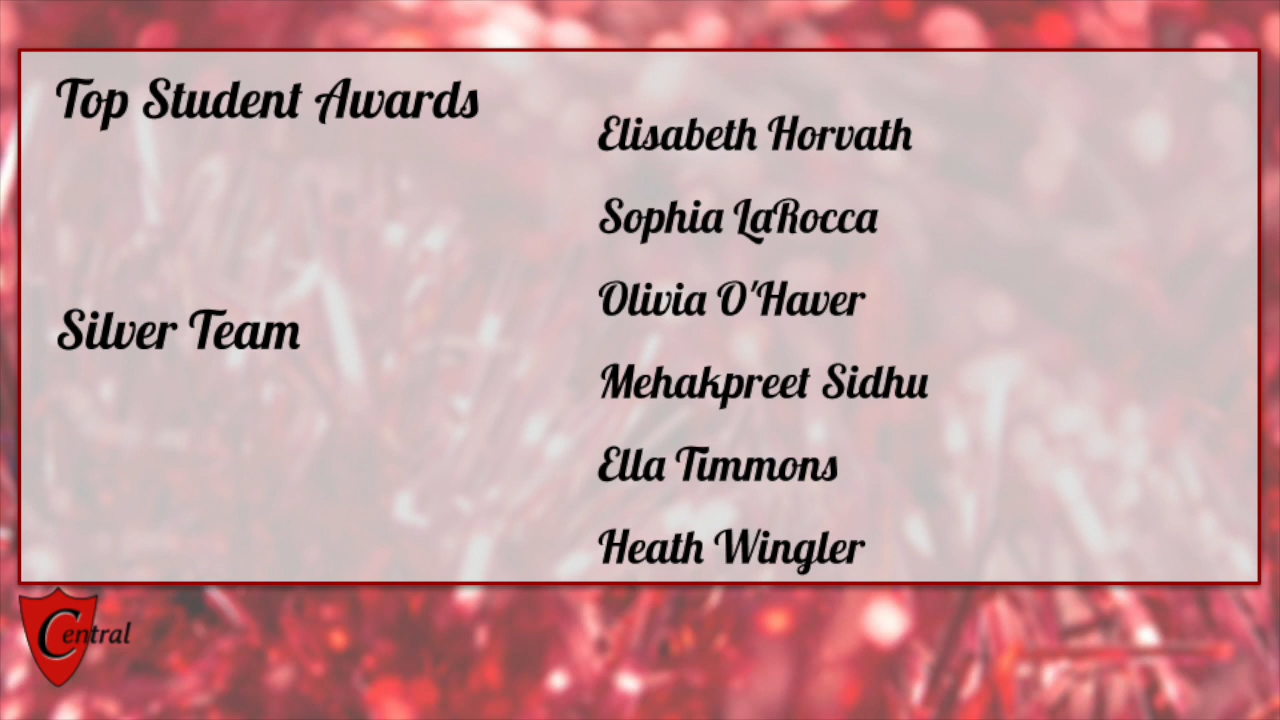 Top Student Awards
Silver Team
Elisabeth Horvath
Sophia LaRocca
Olivia O'Haver
Mehakpreet Sidhu
Ella Timmons
Heath Wingler
Central